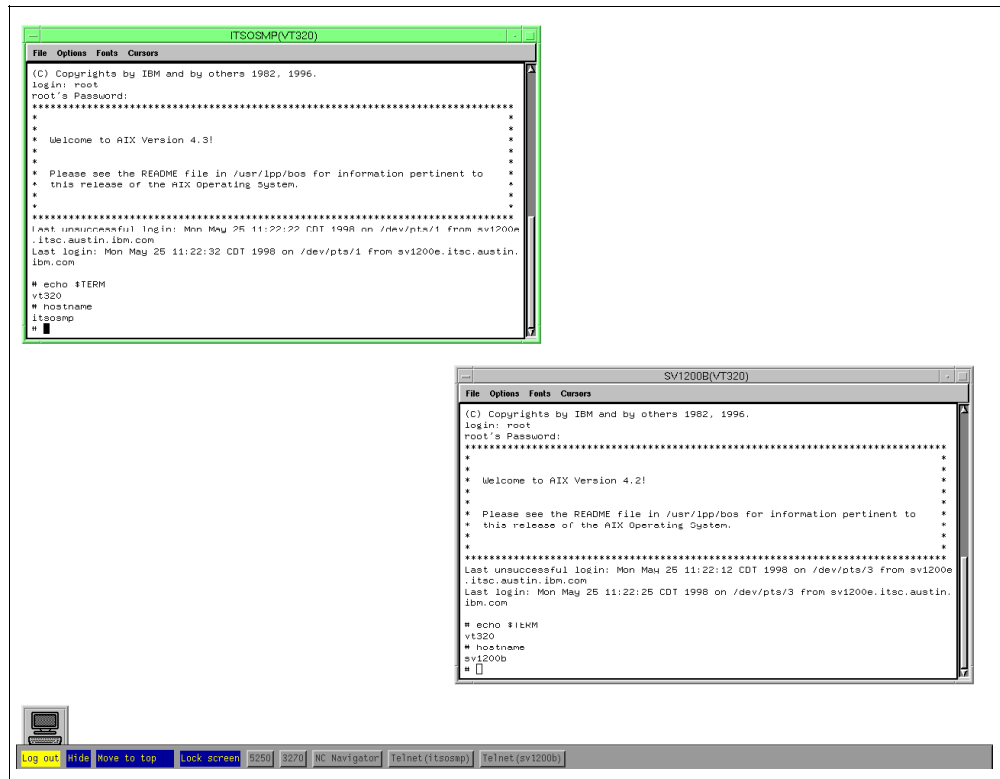 ITSOSMP(VT320)
File Options Fonts Cursors
(C) Copyrights by IBM and by others 1982, 1996.
login: root
root's Password:
*******************************************************************************
* *
* *
* Welcome to AIX Version 4.3! *
* *
* *
* Please see the README file in /usr/lpp/bos for information pertinent to *
* this release of the AIX Operating System. *
* *
* *
*******************************************************************************
Last unsuccessful login: Mon May 25 11:22:22 CDT 1998 on /dev/pts/1 from sv1200e
.itsc.austin.ibm.com
Last login: Mon May 25 11:22:32 CDT 1998 on /dev/pts/1 from sv1200e.itsc.austin.
ibm.com
# echo $TERM
vt320
# hostname
itsosmp
#
SV1200B(VT320)
File Options Fonts Cursors
(C) Copyrights by IBM and by others 1982, 1996.
login: root
root's Password:
*******************************************************************************
* *
* *
* Welcome to AIX Version 4.2! *
* *
* *
* Please see the README file in /usr/lpp/bos for information pertinent to *
* this release of the AIX Operating System. *
* *
* *
*******************************************************************************
Last unsuccessful login: Mon May 25 11:22:12 CDT 1998 on /dev/pts/3 from sv1200e
.itsc.austin.ibm.com
Last login: Mon May 25 11:22:25 CDT 1998 on /dev/pts/3 from sv1200e.itsc.austin.
ibm.com
# echo $TERM
vt320
# hostname
sv1200b
#
Log out Hide Move to top Lock screen 5250 3270 NC Navigator Telnet(itsosmp) Telnet(sv1200b)